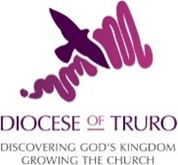 DIOCESE OF TRURO
DISCOVERING GOD'S KINGDOM
GROWING THE CHURCH